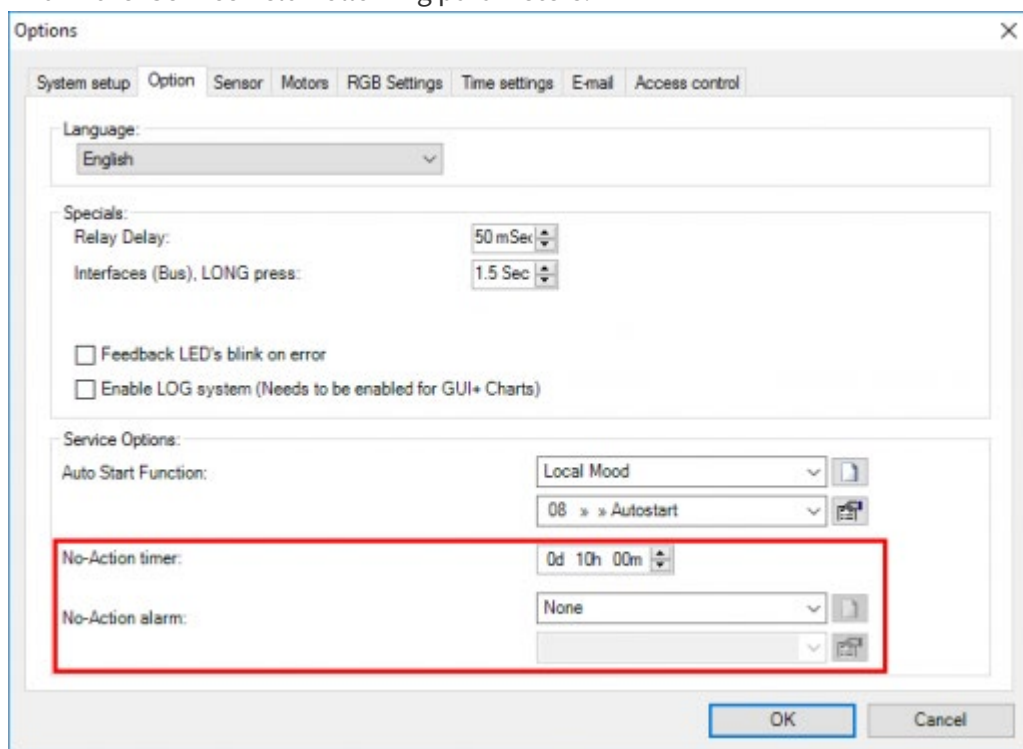 Options
System setup Option Sensor Motors RGB Settings Time settings E-mail Access control
Language:
English
Specials:
Relay Delay: 50 mSec
Interfaces (Bus), LONG press: 1.5 Sec
Feedback LED's blink on error
Enable LOG system (Needs to be enabled for GUI+ Charts)
Service Options:
Auto Start Function: Local Mood
08 » » Autostart
No-Action timer: 0d 10h 00m
No-Action alarm: None
OK Cancel